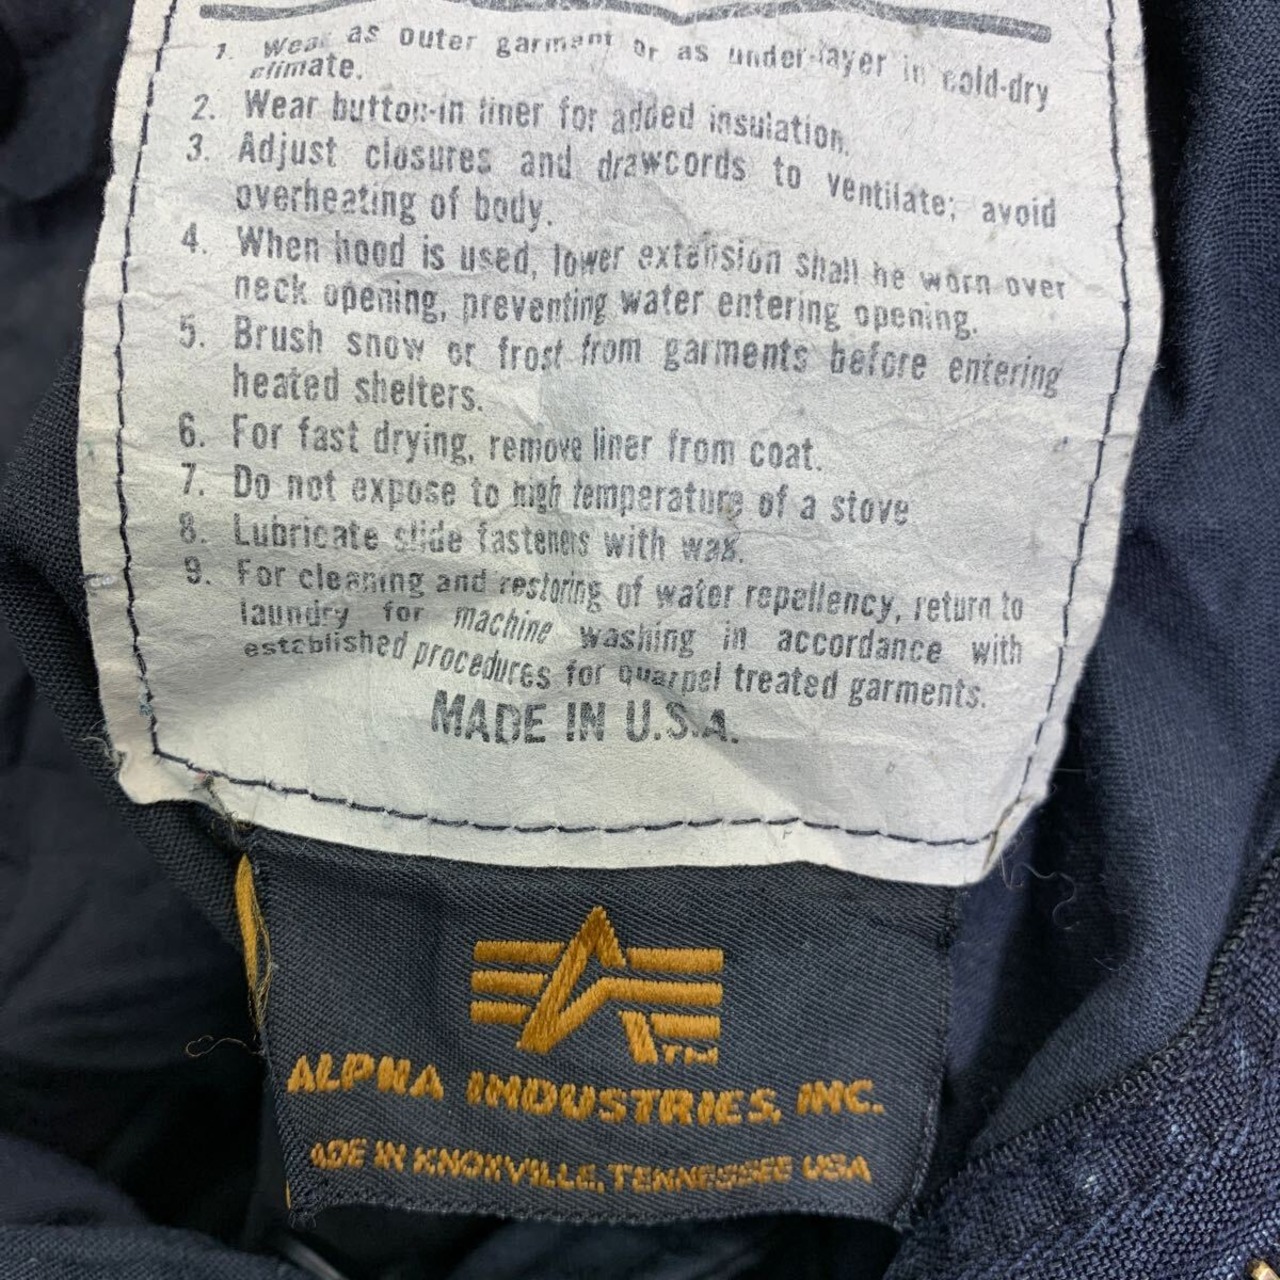 1. Wear as outer garment or as under-layer in cold-dry
climate.
2. Wear button-in liner for added insulation.
3. Adjust closures and drawcords to ventilate; avoid
overheating of body.
4. When hood is used, lower extension shall be worn over
neck opening, preventing water entering opening.
5. Brush snow or frost from garments before entering
heated shelters.
6. For fast drying, remove liner from coat.
7. Do not expose to high temperature of a stove
8. Lubricate slide fasteners with wax.
9. For cleaning and restoring of water repellency, return to
laundry for machine washing in accordance with
established procedures for quarpel treated garments.
MADE IN U.S.A.
TM
ALPHA INDUSTRIES, INC.
MADE IN KNOXVILLE, TENNESSEE USA